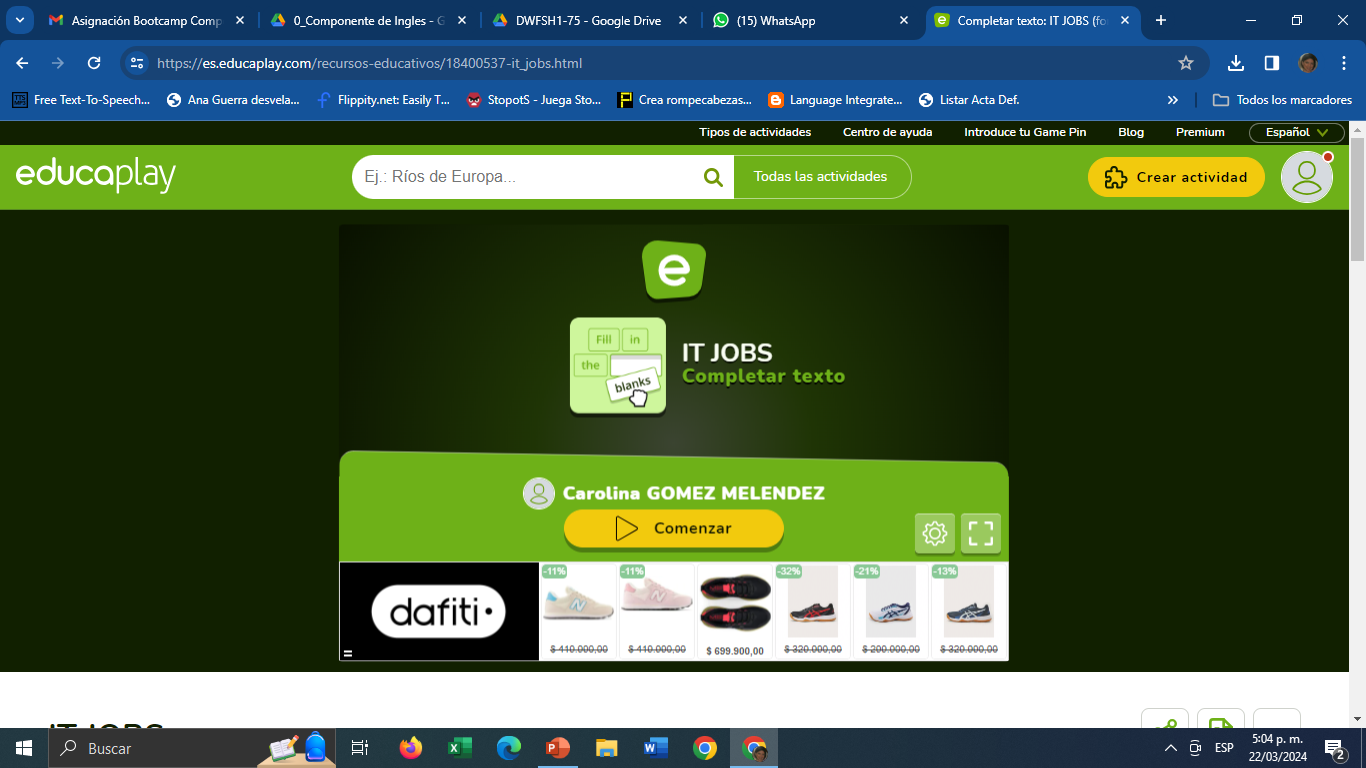 Asignación Bootcamp Comp
0_Componente de Ingles - G
DWFSH1-75 - Google Drive
(15) WhatsApp
Completar texto: IT JOBS (fo
https://es.educaplay.com/recursos-educativos/18400537-it_jobs.html
Free Text-To-Speech...
Ana Guerra desvela...
Flippity.net: Easily T...
StopotS - Juega Sto...
Crea rompecabezas...
Language Integrate...
Listar Acta Def.
Todos los marcadores
Tipos de actividades
Centro de ayuda
Introduce tu Game Pin
Blog
Premium
Español
educaplay
Ej.: Ríos de Europa...
Todas las actividades
Crear actividad
e
Fill in
the
blanks
IT JOBS
Completar texto
Carolina GOMEZ MELENDEZ
Comenzar
dafiti
-11%
$ 410.000,00
-11%
$ 410.000,00
$ 699.900,00
-32%
$ 320.000,00
-21%
$ 200.000,00
-13%
$ 320.000,00
IT JOBS
Buscar
ESP
5:04 p. m.
22/03/2024
2